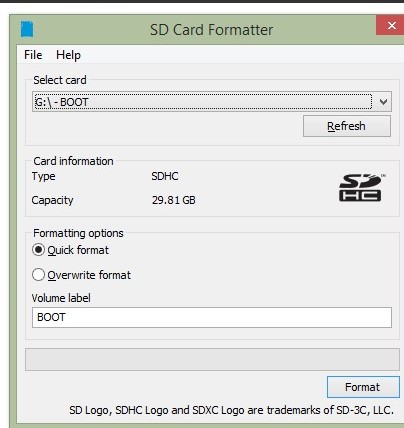 SD Card Formatter
File Help
Select card
G:\ - BOOT
Refresh
Card information
Type SDHC
Capacity 29.81 GB
SD HC
Formatting options
Quick format
Overwrite format
Volume label
BOOT
Format
SD Logo, SDHC Logo and SDXC Logo are trademarks of SD-3C, LLC.